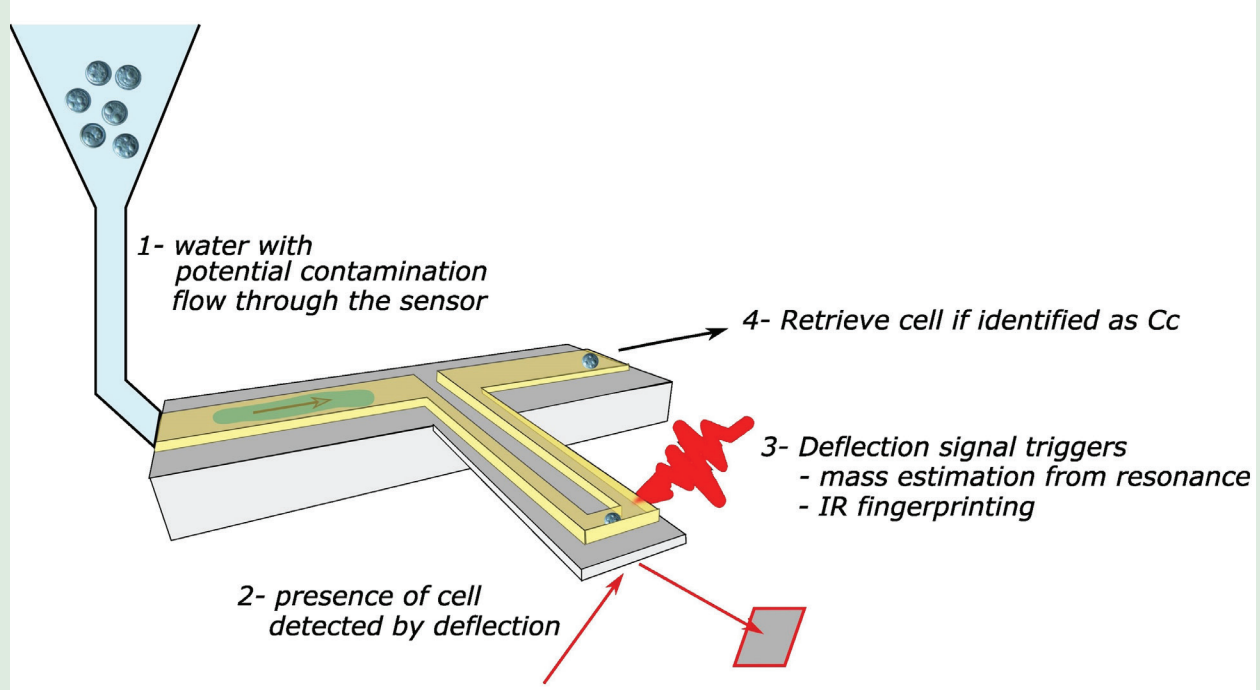 1- water with
potential contamination
flow through the sensor
4- Retrieve cell if identified as Cc
3- Deflection signal triggers
- mass estimation from resonance
- IR fingerprinting
2- presence of cell
detected by deflection